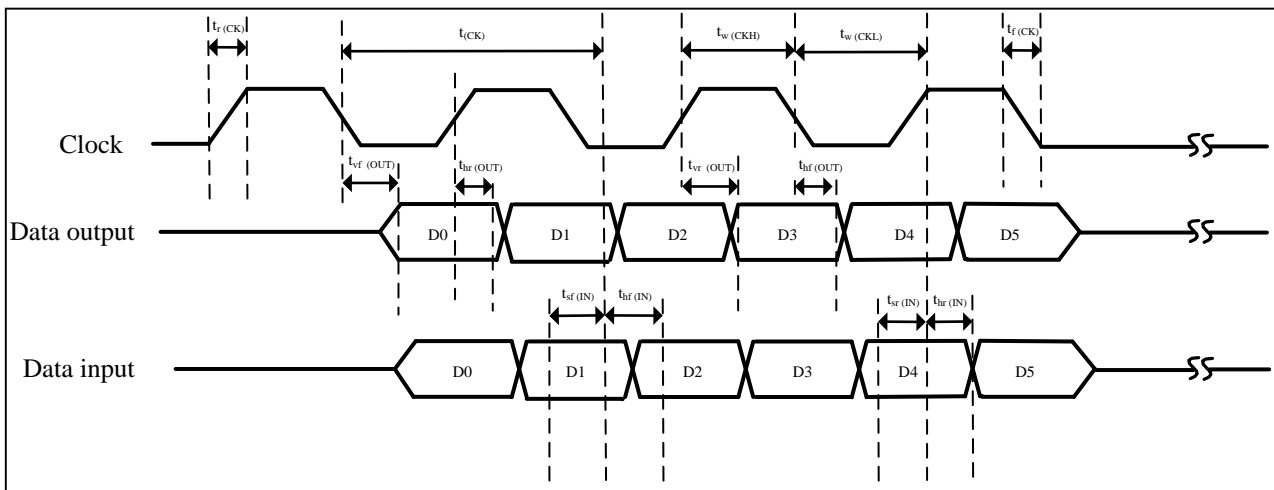 tr (CK) t(CK) tw (CKH) tw (CKL) tf (CK)
Clock
tvf (OUT) thr (OUT) tvr (OUT) thf (OUT)
Data output D0 D1 D2 D3 D4 D5
tsf (IN) thf (IN) tsr (IN) thr (IN)
Data input D0 D1 D2 D3 D4 D5